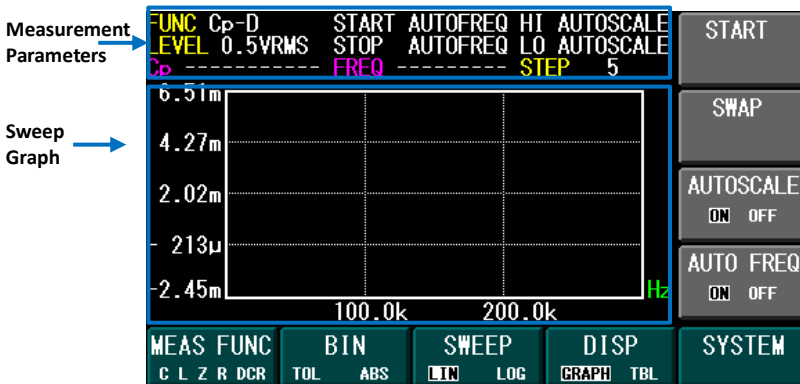 Measurement
Parameters
FUNC Cp-D START AUTOFREQ HI AUTOSCALE
LEVEL 0.5VRMS STOP AUTOFREQ LO AUTOSCALE
Cp ----------- FREQ --------- STEP 5
START
Sweep
Graph
6.51m
4.27m
2.02m
- 213µ
-2.45m
Hz
100.0k 200.0k
SWAP
AUTOSCALE
ON OFF
AUTO FREQ
ON OFF
MEAS FUNC
C L Z R DCR
BIN
TOL ABS
SWEEP
LIN LOG
DISP
GRAPH TBL
SYSTEM